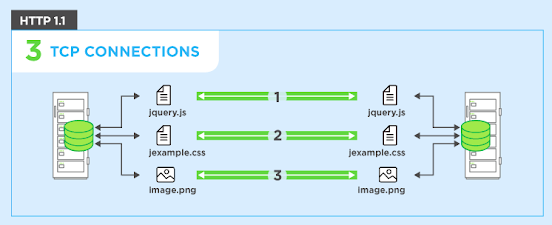 HTTP 1.1
3 TCP CONNECTIONS
jquery.js
1
jquery.js
jexample.css
2
jexample.css
image.png
3
image.png